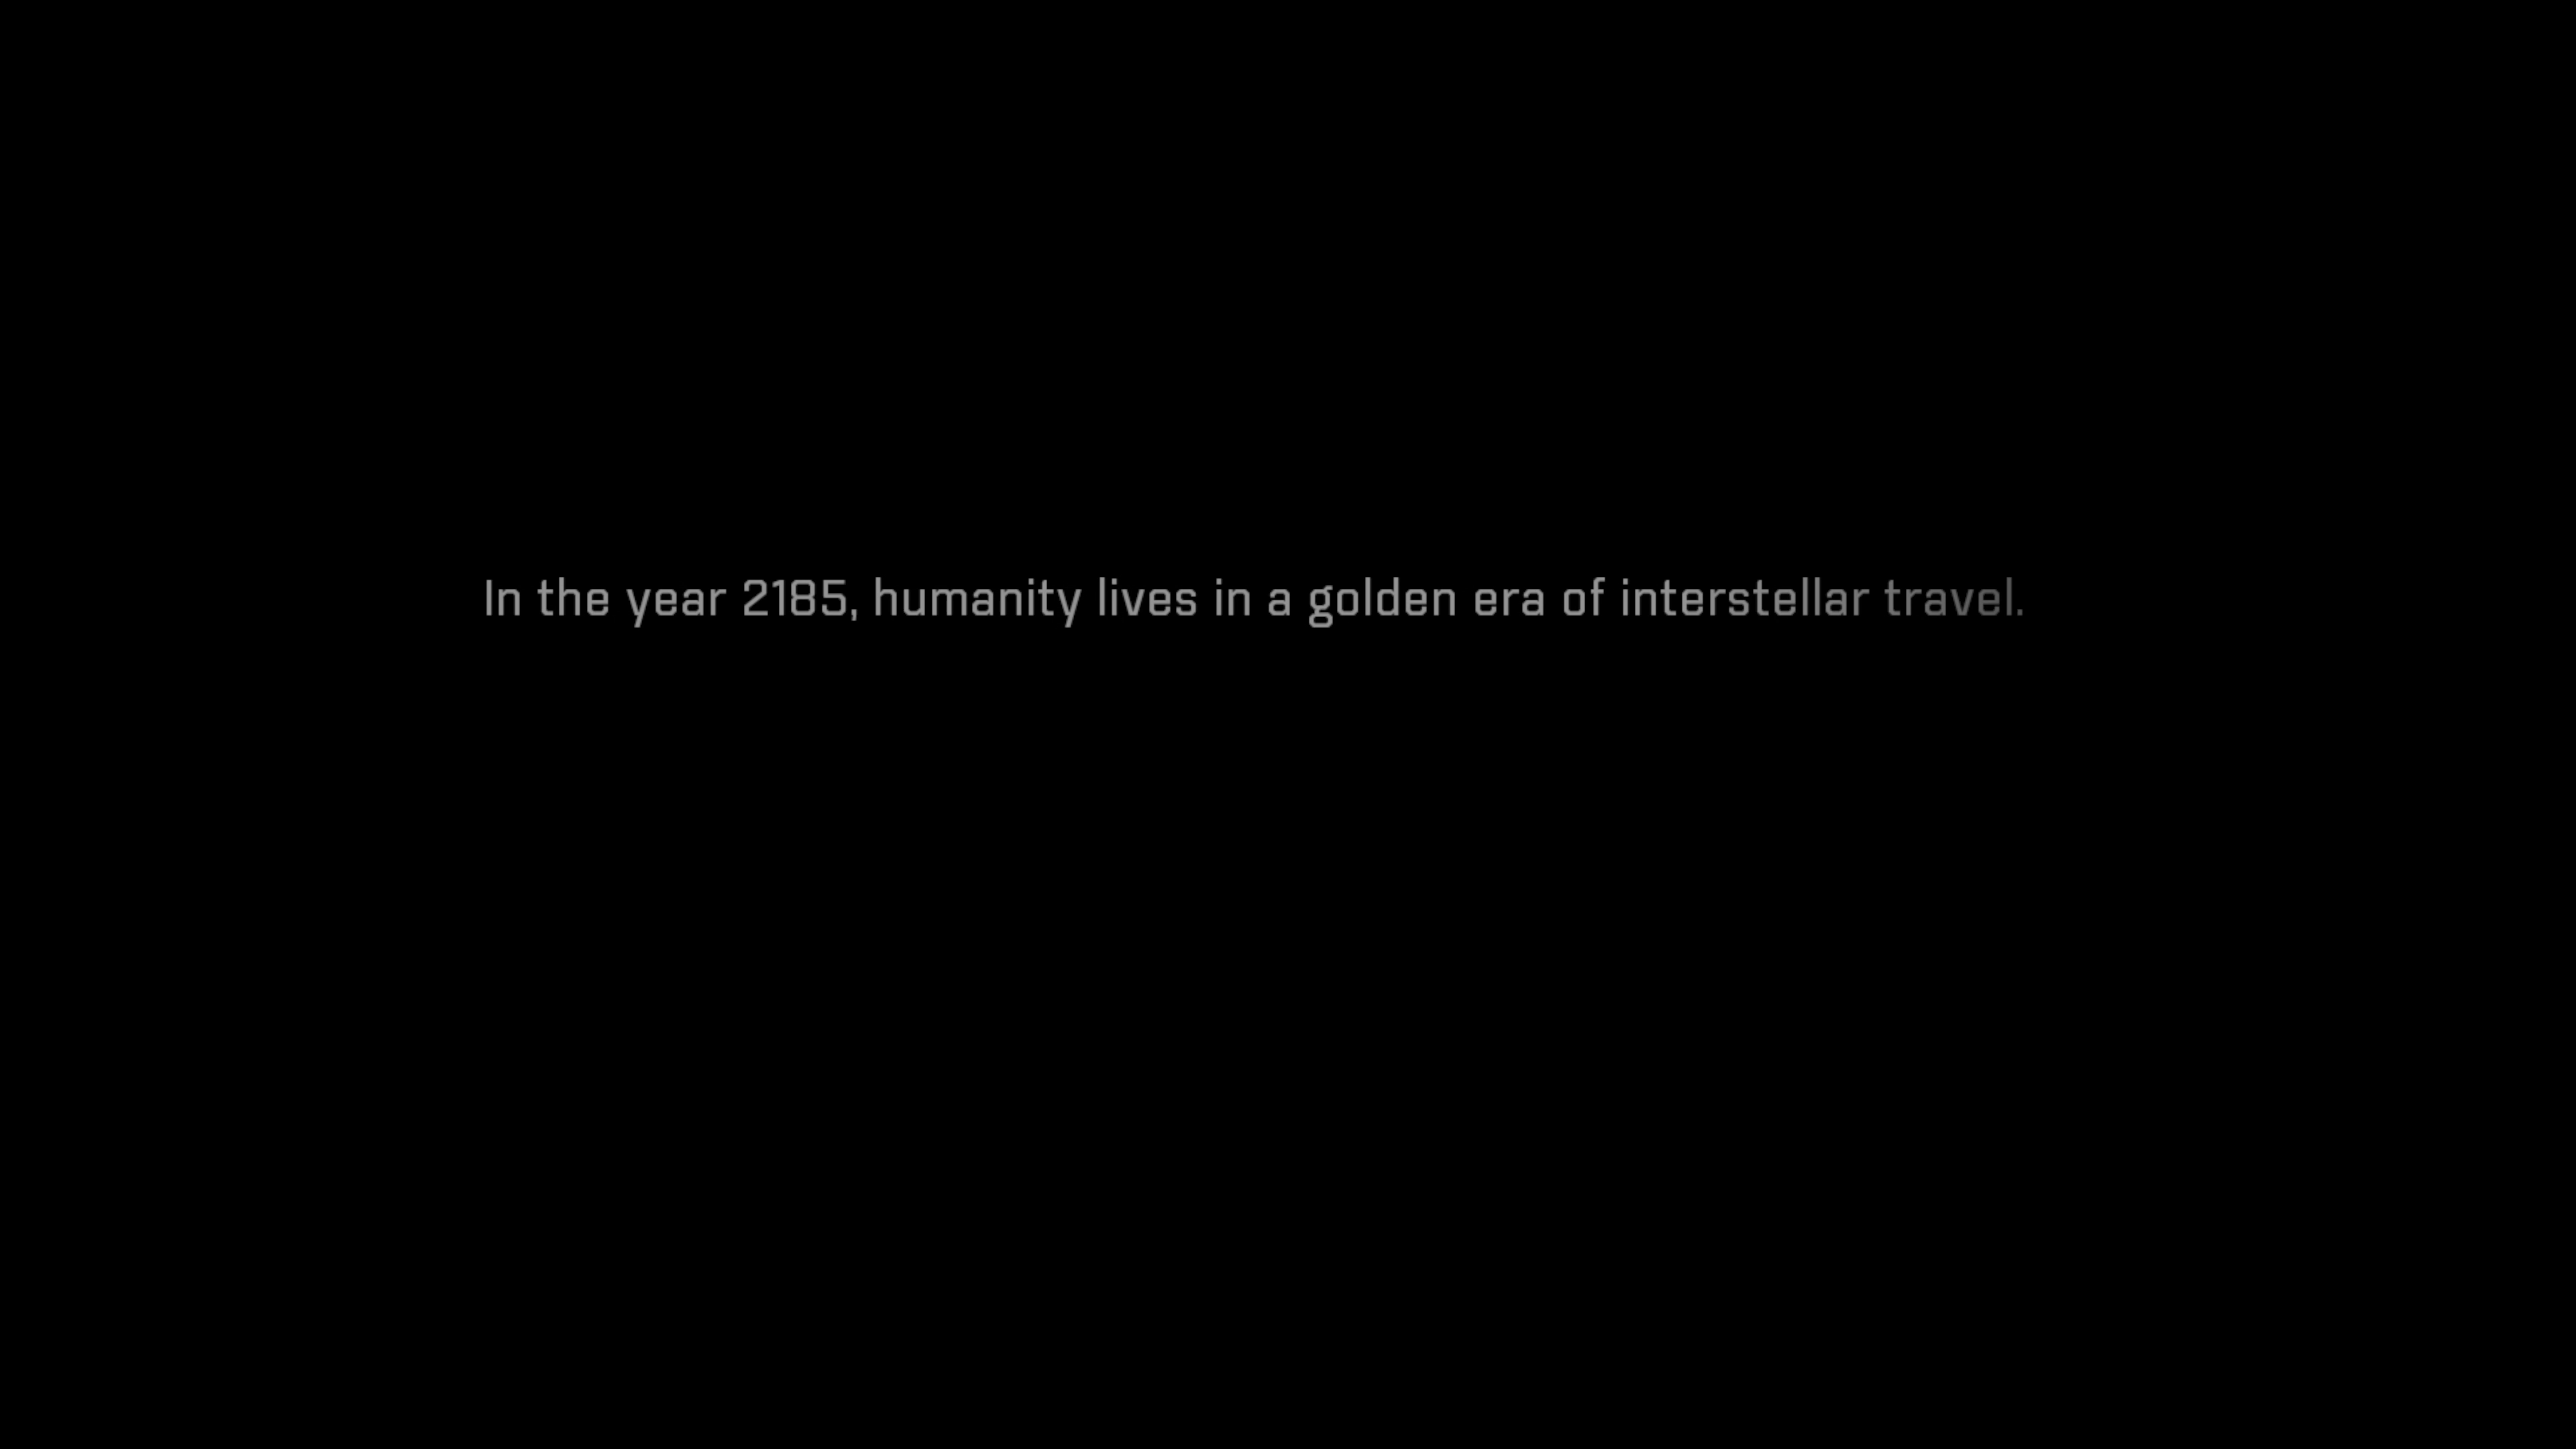 In the year 2185, humanity lives in a golden era of interstellar travel.